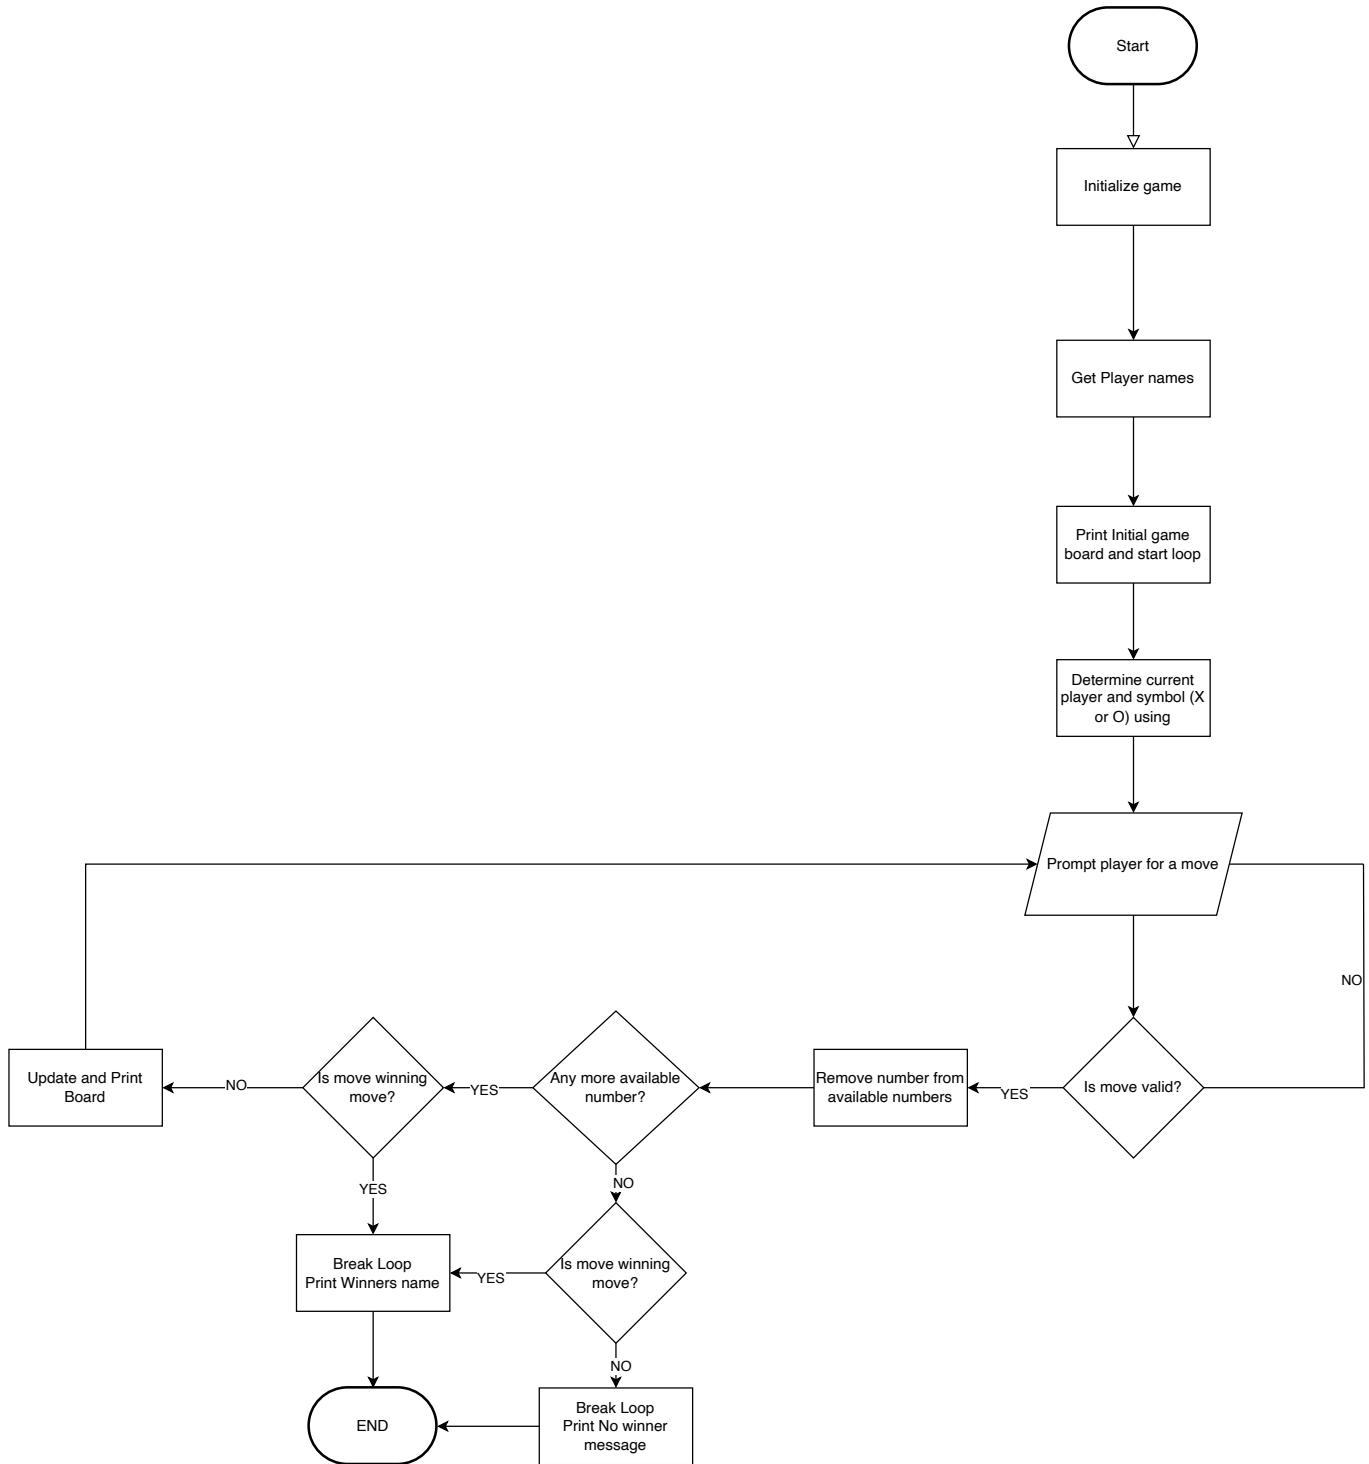 Start
Initialize game
Get Player names
Print Initial game
board and start loop
Determine current
player and symbol (X
or O) using
Prompt player for a move
NO
Is move valid?
YES
Remove number from
available numbers
Any more available
number?
YES
Is move winning
move?
NO
Update and Print
Board
YES
NO
Break Loop
Print Winners name
YES
Is move winning
move?
NO
END
Break Loop
Print No winner
message